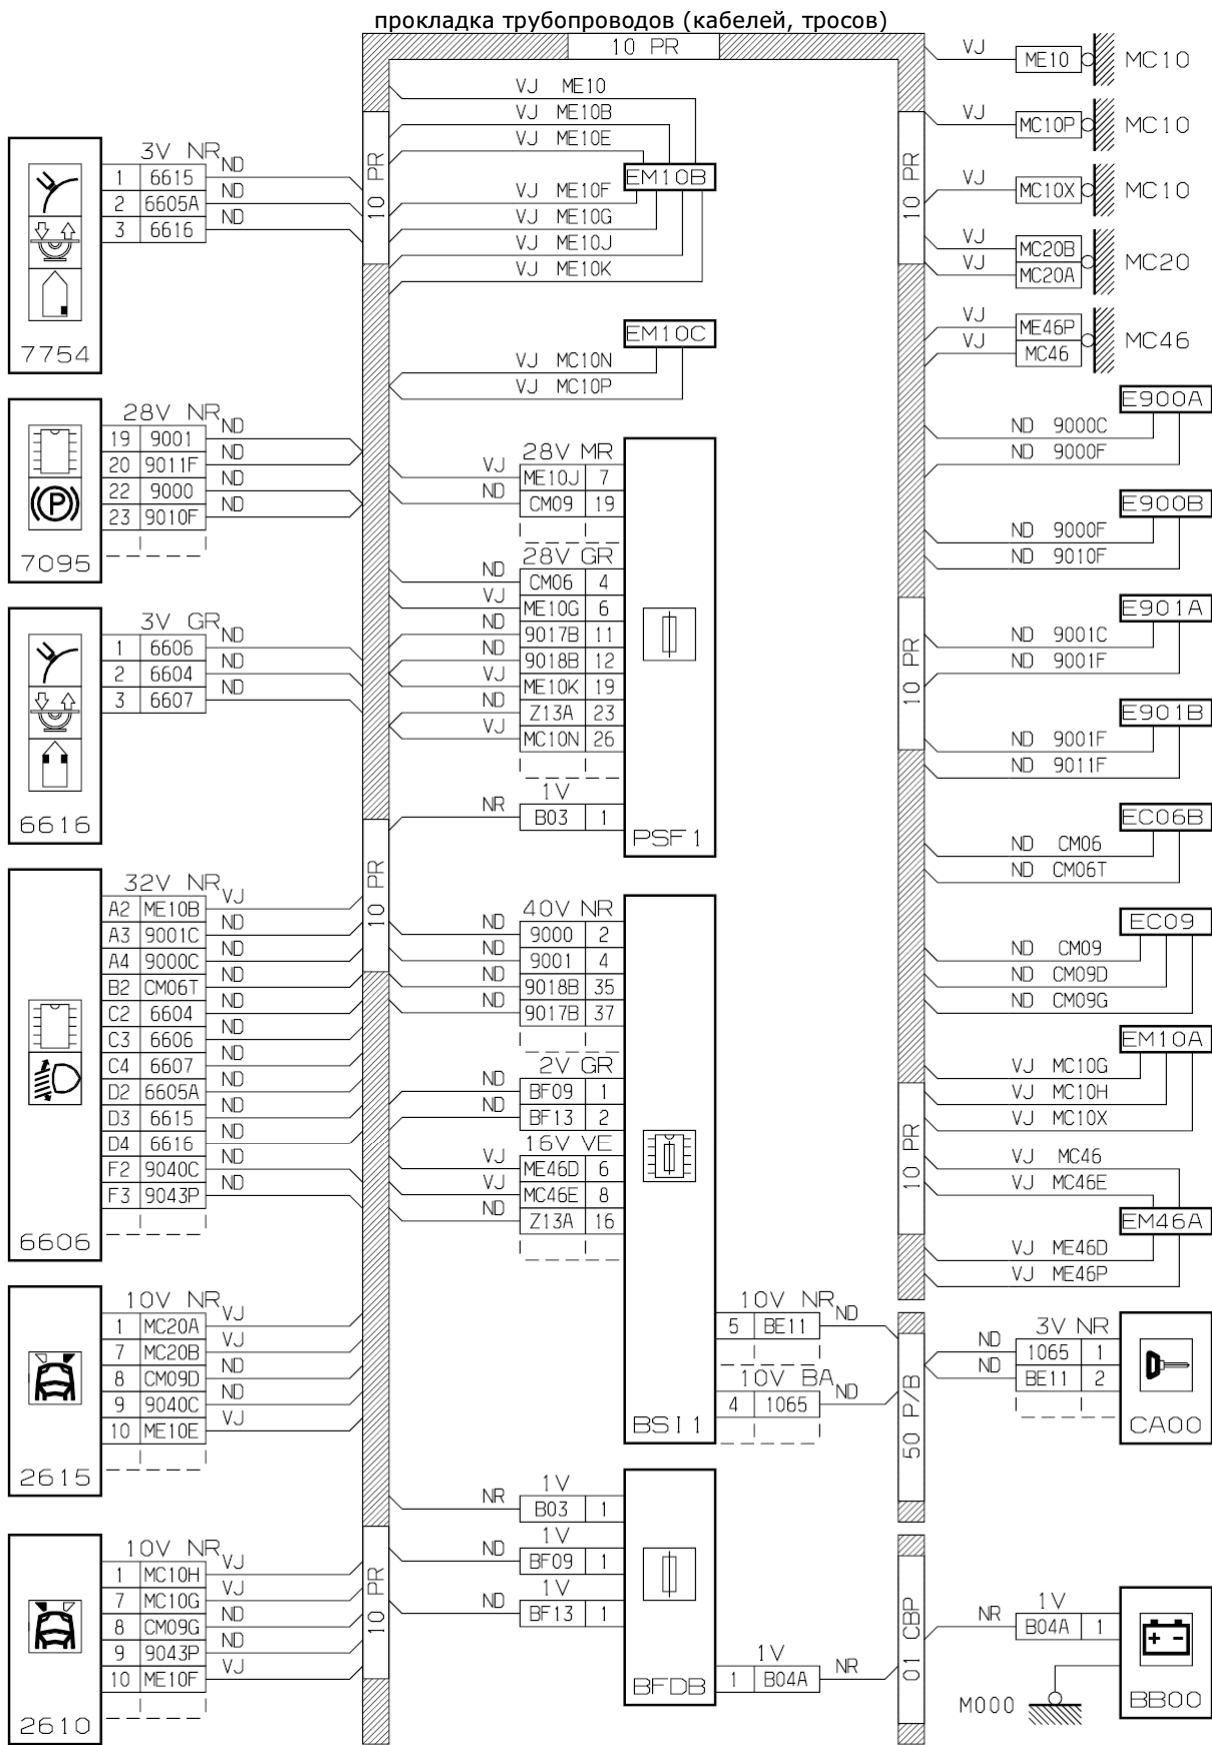 прокладка трубопроводов (кабелей, тросов)
10 PR
VJ ME10
VJ ME10B
VJ ME10E
EM10B
VJ ME10F
VJ ME10G
VJ ME10J
VJ ME10K
EM10C
VJ MC10N
VJ MC10P
10 PR
10 PR
VJ ME10 MC10
VJ MC10P MC10
VJ MC10X MC10
VJ MC20B
VJ MC20A
MC20
VJ ME46P
VJ MC46
MC46
3V NR
1 6615 ND
2 6605A ND
3 6616 ND
7754
28V NR
19 9001 ND
20 9011F ND
22 9000 ND
23 9010F ND
P
7095
3V GR
1 6606 ND
2 6604 ND
3 6607 ND
6616
32V NR
A2 ME10B VJ
A3 9001C ND
A4 9000C ND
B2 CM06T ND
C2 6604 ND
C3 6606 ND
C4 6607 ND
D2 6605A ND
D3 6615 ND
D4 6616 ND
F2 9040C ND
F3 9043P ND
6606
10V NR
1 MC20A VJ
7 MC20B VJ
8 CM09D ND
9 9040C ND
10 ME10E VJ
2615
10V NR
1 MC10H VJ
7 MC10G VJ
8 CM09G ND
9 9043P ND
10 ME10F VJ
2610
10 PR
10 PR
28V MR
VJ ME10J 7
ND CM09 19
28V GR
ND CM06 4
VJ ME10G 6
ND 9017B 11
ND 9018B 12
VJ ME10K 19
ND Z13A 23
VJ MC10N 26
1V
NR B03 1
PSF1
40V NR
ND 9000 2
ND 9001 4
ND 9018B 35
ND 9017B 37
2V GR
ND BF09 1
ND BF13 2
16V VE
VJ ME46D 6
VJ MC46E 8
ND Z13A 16
10V NR
5 BE11 ND
10V BA
4 1065 ND
BSI1
1V
NR B03 1
1V
ND BF09 1
1V
ND BF13 1
1V
1 B04A NR
BFDB
10 PR
10 PR
50 P/B
01 CBP
E900A
ND 9000C
ND 9000F
E900B
ND 9000F
ND 9010F
E901A
ND 9001C
ND 9001F
E901B
ND 9001F
ND 9011F
EC06B
ND CM06
ND CM06T
EC09
ND CM09
ND CM09D
ND CM09G
EM10A
VJ MC10G
VJ MC10H
VJ MC10X
VJ MC46
VJ MC46E
EM46A
VJ ME46D
VJ ME46P
3V NR
ND 1065 1
ND BE11 2
CA00
1V
NR B04A 1
+ -
M000
BB00